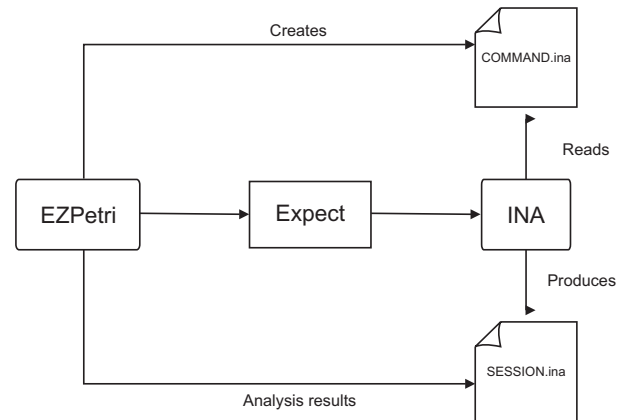 Creates
COMMAND.ina
Reads
EZPetri
Expect
INA
Produces
SESSION.ina
Analysis results